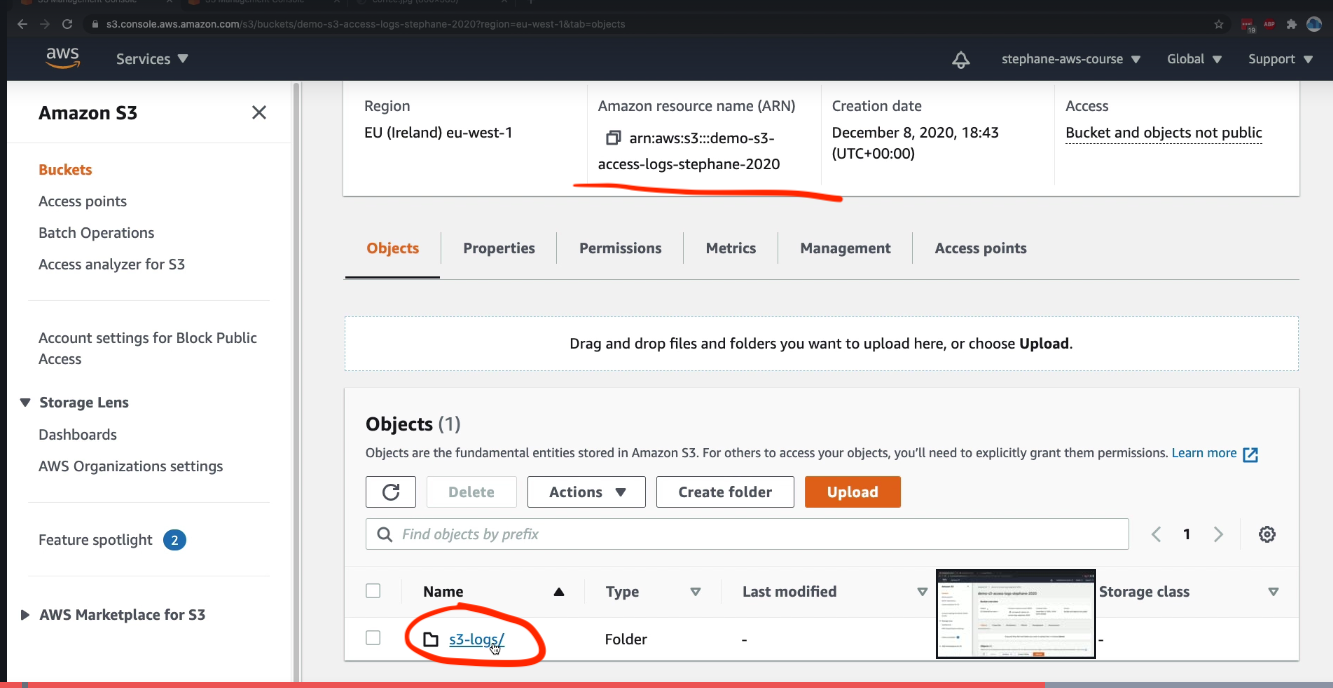 s3.console.aws.amazon.com/s3/buckets/demo-s3-access-logs-stephane-2020?region=eu-west-1&tab=objects
19
ABP
aws
Services
stephane-aws-course
Global
Support
Amazon S3
Buckets
Access points
Batch Operations
Access analyzer for S3
Account settings for Block Public
Access
Storage Lens
Dashboards
AWS Organizations settings
Feature spotlight 2
AWS Marketplace for S3
Region
EU (Ireland) eu-west-1
Amazon resource name (ARN)
arn:aws:s3:::demo-s3-
access-logs-stephane-2020
Creation date
December 8, 2020, 18:43
(UTC+00:00)
Access
Bucket and objects not public
Objects
Properties
Permissions
Metrics
Management
Access points
Drag and drop files and folders you want to upload here, or choose Upload.
Objects (1)
Objects are the fundamental entities stored in Amazon S3. For others to access your objects, you'll need to explicitly grant them permissions. Learn more
Delete
Actions
Create folder
Upload
Find objects by prefix
1
Name
Type
Last modified
Storage class
s3-logs/
Folder
-
-